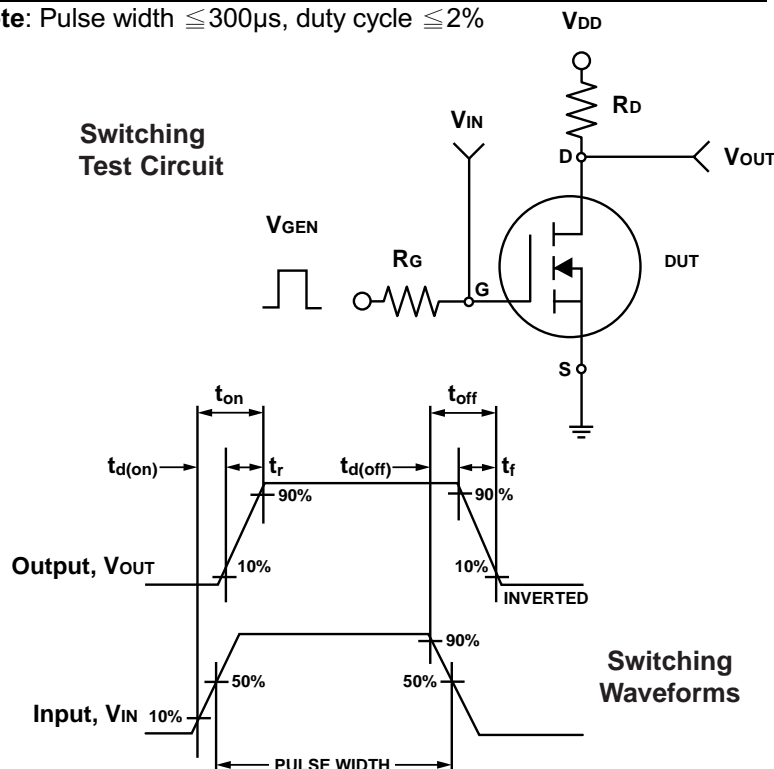 ote: Pulse width ≦300μs, duty cycle ≦2%
VDD
RD
VIN
Switching
Test Circuit
D
VOUT
VGEN
RG
G
DUT
S
ton
toff
td(on)
tr
td(off)
tf
90%
90%
Output, VOUT
10%
10%
INVERTED
90%
50%
50%
Switching
Waveforms
Input, VIN
10%
PULSE WIDTH